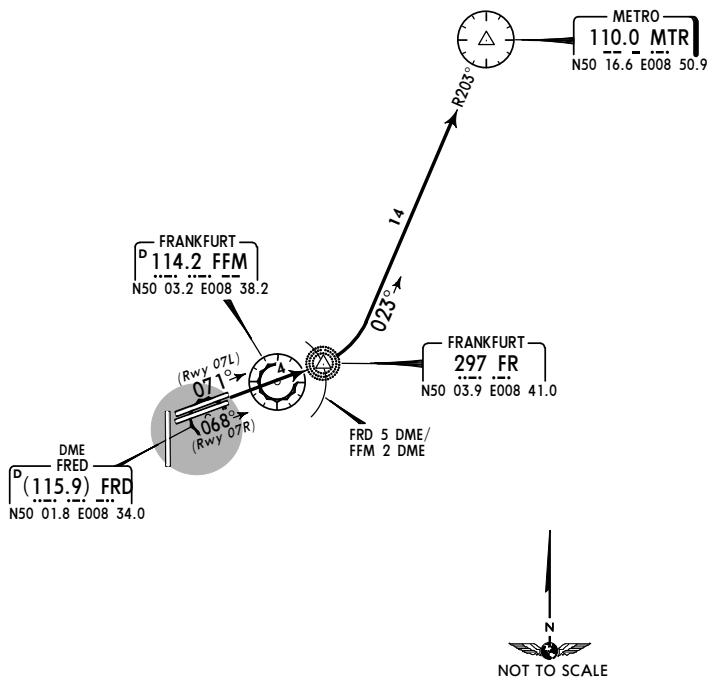 METRO
110.0 MTR
N50 16.6 E008 50.9
R203°
14
023°
FRANKFURT
D 114.2 FFM
N50 03.2 E008 38.2
(Rwy 07L)
071°
4
068°
(Rwy 07R)
FRANKFURT
297 FR
N50 03.9 E008 41.0
FRD 5 DME/
FFM 2 DME
DME
FRED
D (115.9) FRD
N50 01.8 E008 34.0
N
NOT TO SCALE